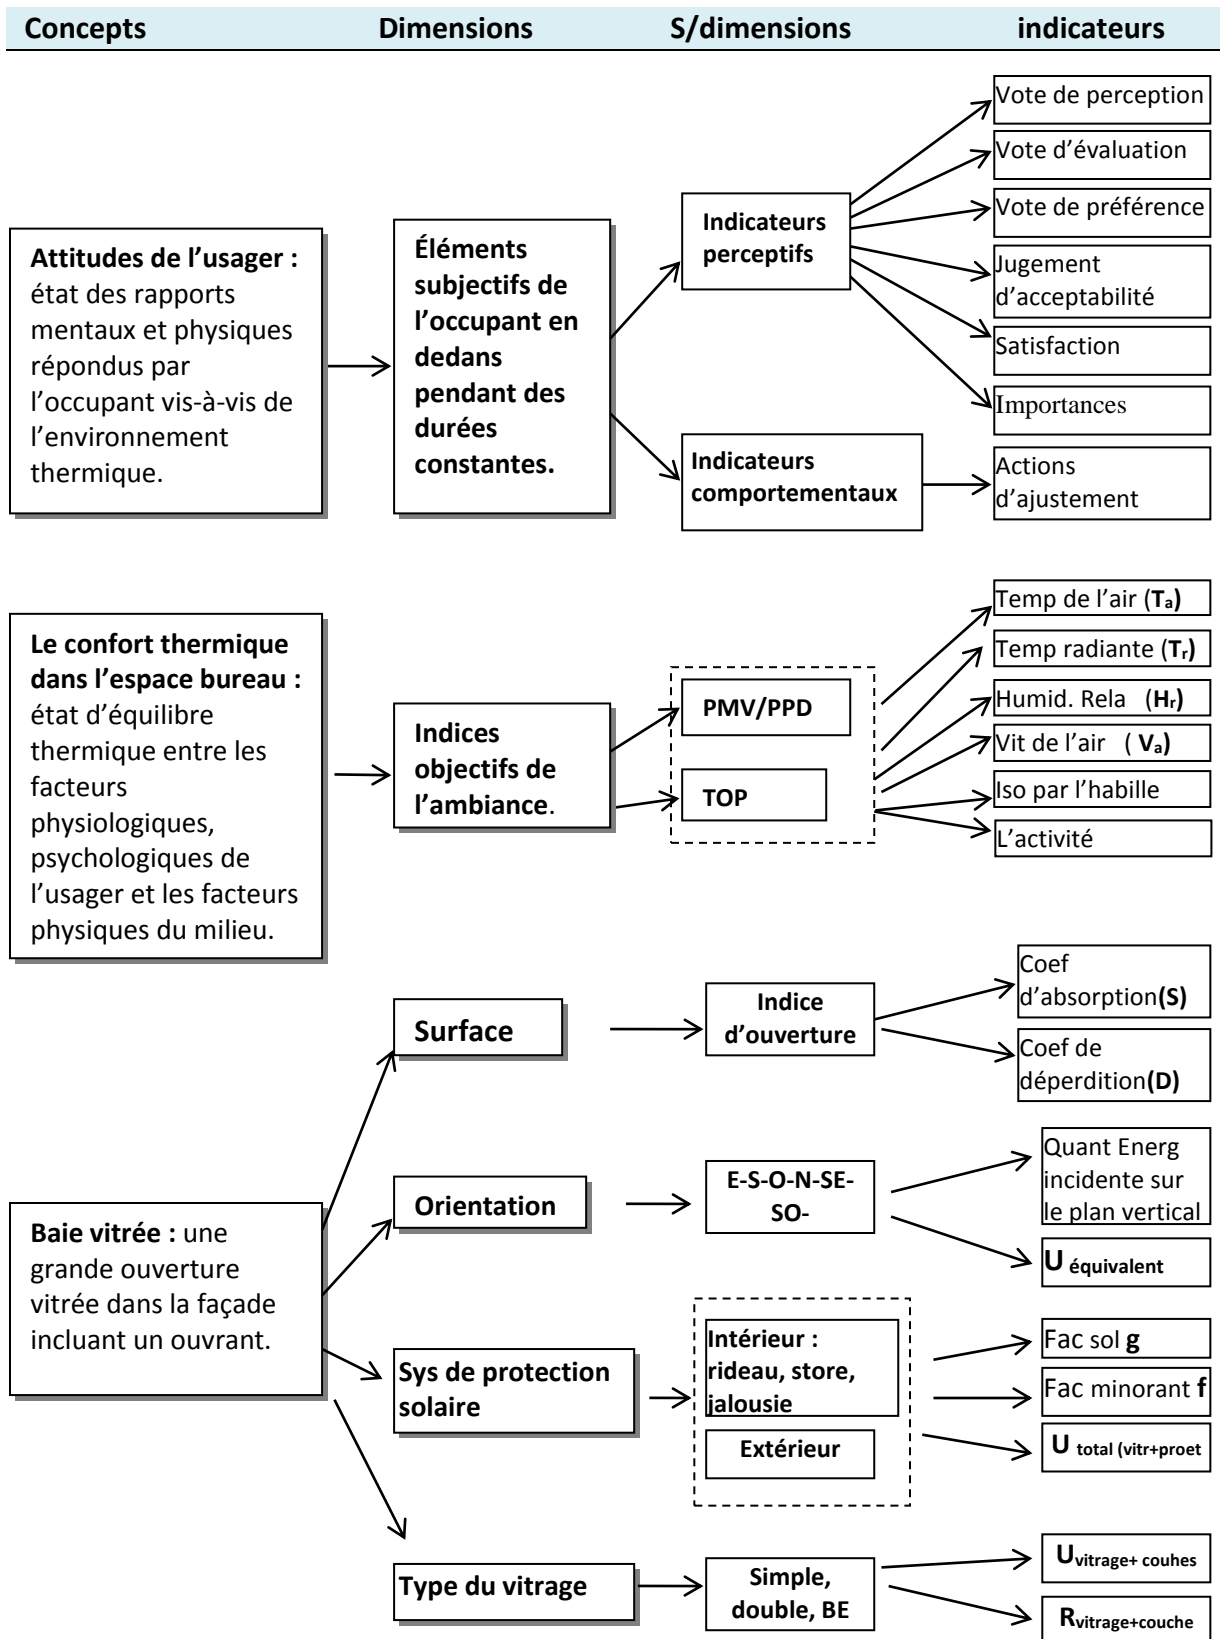 Concepts Dimensions S/dimensions indicateurs
Attitudes de l’usager :
état des rapports
mentaux et physiques
répondus par
l’occupant vis-à-vis de
l’environnement
thermique.
Éléments
subjectifs de
l’occupant en
dedans
pendant des
durées
constantes.
Indicateurs
perceptifs
Indicateurs
comportementaux
Vote de perception
Vote d’évaluation
Vote de préférence
Jugement
d’acceptabilité
Satisfaction
Importances
Actions
d’ajustement
Le confort thermique
dans l’espace bureau :
état d’équilibre
thermique entre les
facteurs
physiologiques,
psychologiques de
l’usager et les facteurs
physiques du milieu.
Indices
objectifs de
l’ambiance.
PMV/PPD
TOP
Temp de l’air (Ta)
Temp radiante (Tr)
Humid. Rela (Hr)
Vit de l’air ( Va)
Iso par l’habille
L’activité
Baie vitrée : une
grande ouverture
vitrée dans la façade
incluant un ouvrant.
Surface
Indice
d’ouverture
Coef
d’absorption(S)
Coef de
déperdition(D)
Orientation
E-S-O-N-SE-
SO-
Quant Energ
incidente sur
le plan vertical
U équivalent
Sys de protection
solaire
Intérieur :
rideau, store,
jalousie
Extérieur
Fac sol g
Fac minorant f
U total (vitr+proet
Type du vitrage
Simple,
double, BE
Uvitrage+ couhes
Rvitrage+couche